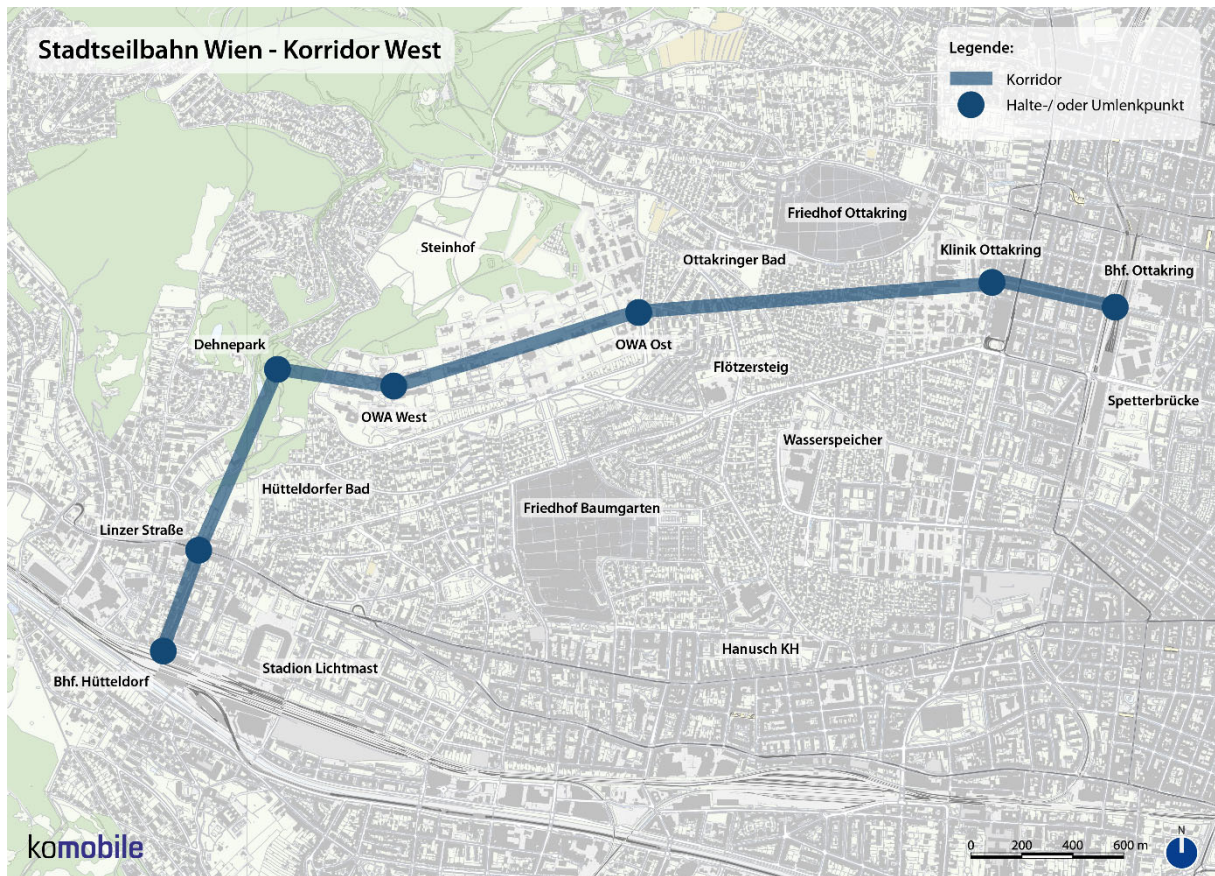 Stadtseilbahn Wien - Korridor West
Legende:
Korridor
Halte-/ oder Umlenkpunkt
Friedhof Ottakring
Steinhof
Ottakringer Bad
Klinik Ottakring
Bhf. Ottakring
Dehnepark
OWA Ost
Flötzersteig
OWA West
Spetterbrücke
Wasserspeicher
Hütteldorfer Bad
Friedhof Baumgarten
Linzer Straße
Hanusch KH
Stadion Lichtmast
Bhf. Hütteldorf
komobile
0 200 400 600 m
N